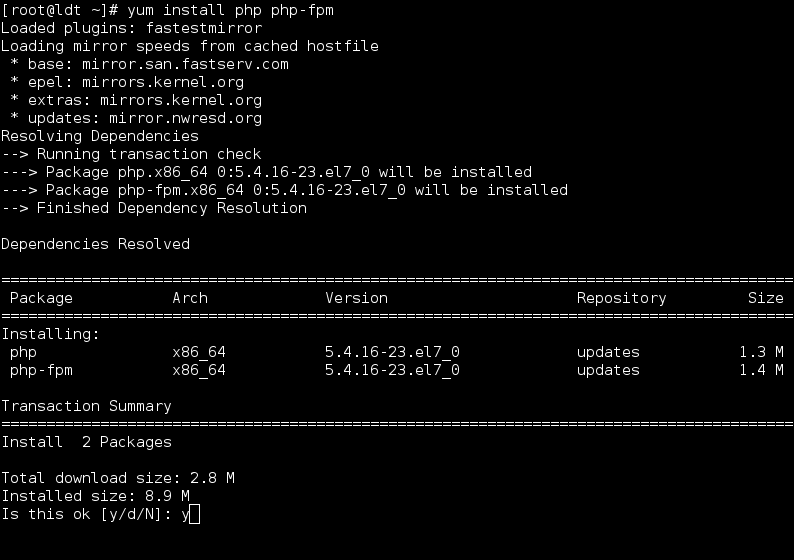 [root@ldt ~]# yum install php php-fpm
Loaded plugins: fastestmirror
Loading mirror speeds from cached hostfile
 * base: mirror.san.fastserv.com
 * epel: mirrors.kernel.org
 * extras: mirrors.kernel.org
 * updates: mirror.nwresd.org
Resolving Dependencies
--> Running transaction check
---> Package php.x86_64 0:5.4.16-23.el7_0 will be installed
---> Package php-fpm.x86_64 0:5.4.16-23.el7_0 will be installed
--> Finished Dependency Resolution

Dependencies Resolved

========================================================================================
 Package           Arch             Version                     Repository         Size
========================================================================================
Installing:
 php               x86_64           5.4.16-23.el7_0             updates           1.3 M
 php-fpm           x86_64           5.4.16-23.el7_0             updates           1.4 M

Transaction Summary
========================================================================================
Install  2 Packages

Total download size: 2.8 M
Installed size: 8.9 M
Is this ok [y/d/N]: y